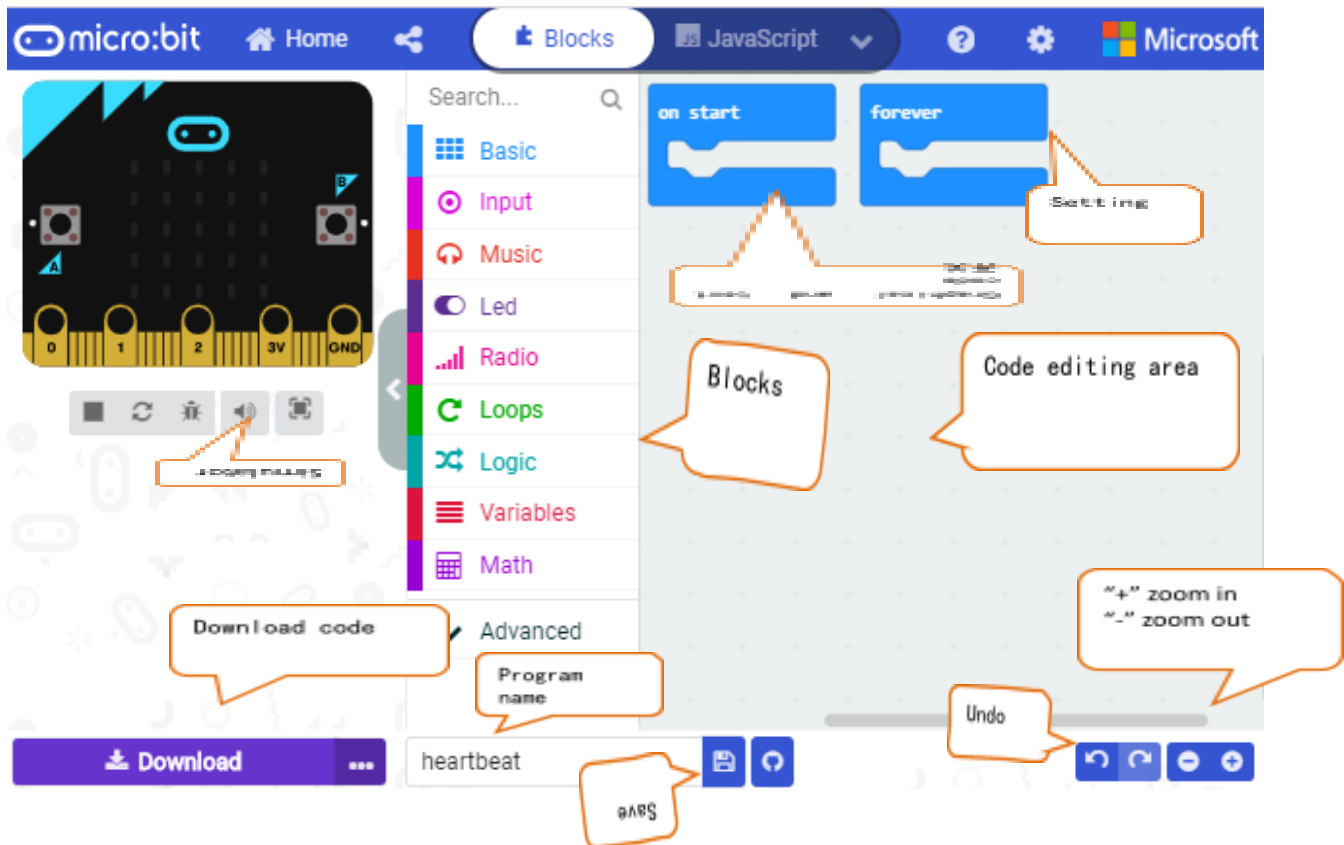 micro:bit Home Blocks JS JavaScript ? Microsoft
Search...
Basic
Input
Music
Led
Radio
Loops
Logic
Variables
Math
Advanced
B
A
0 1 2 3V GND
on start
forever
Setting
Simulator
Blocks
Code editing area
"+" zoom in
"-" zoom out
Download code
Program
name
Undo
Download
heartbeat
Save